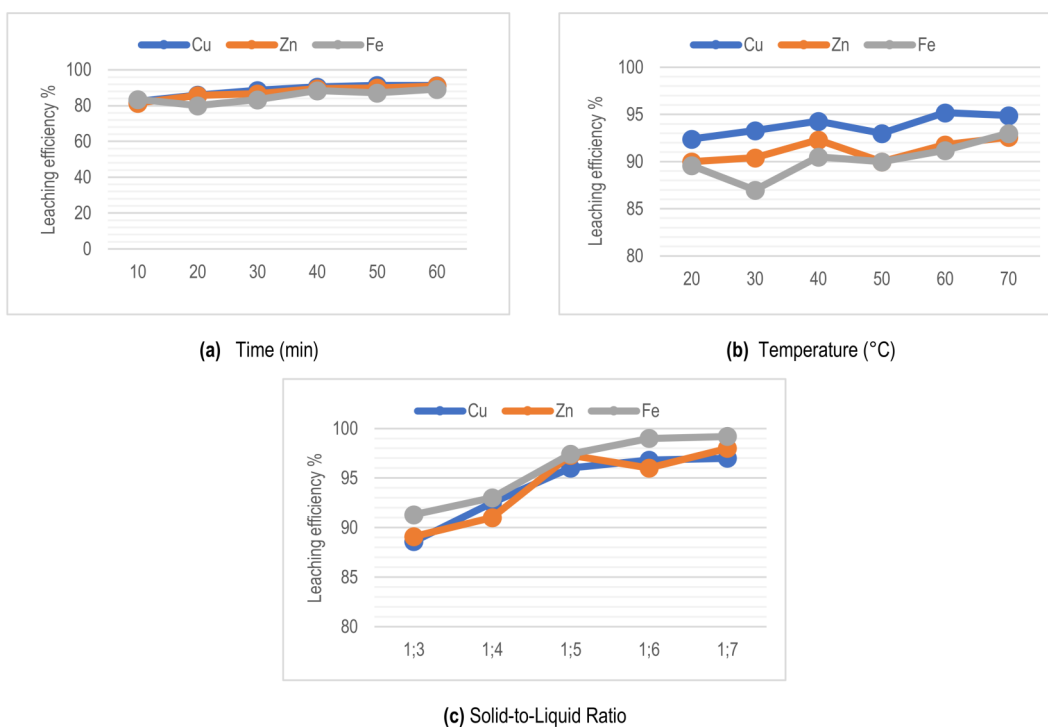 Cu Zn Fe
Leaching efficiency %
100
80
60
40
20
0
10 20 30 40 50 60
(a) Time (min)
Cu Zn Fe
Leaching efficiency %
100
95
90
85
80
20 30 40 50 60 70
(b) Temperature (°C)
Cu Zn Fe
Leaching efficiency %
100
95
90
85
80
1;3 1;4 1;5 1;6 1;7
(c) Solid-to-Liquid Ratio